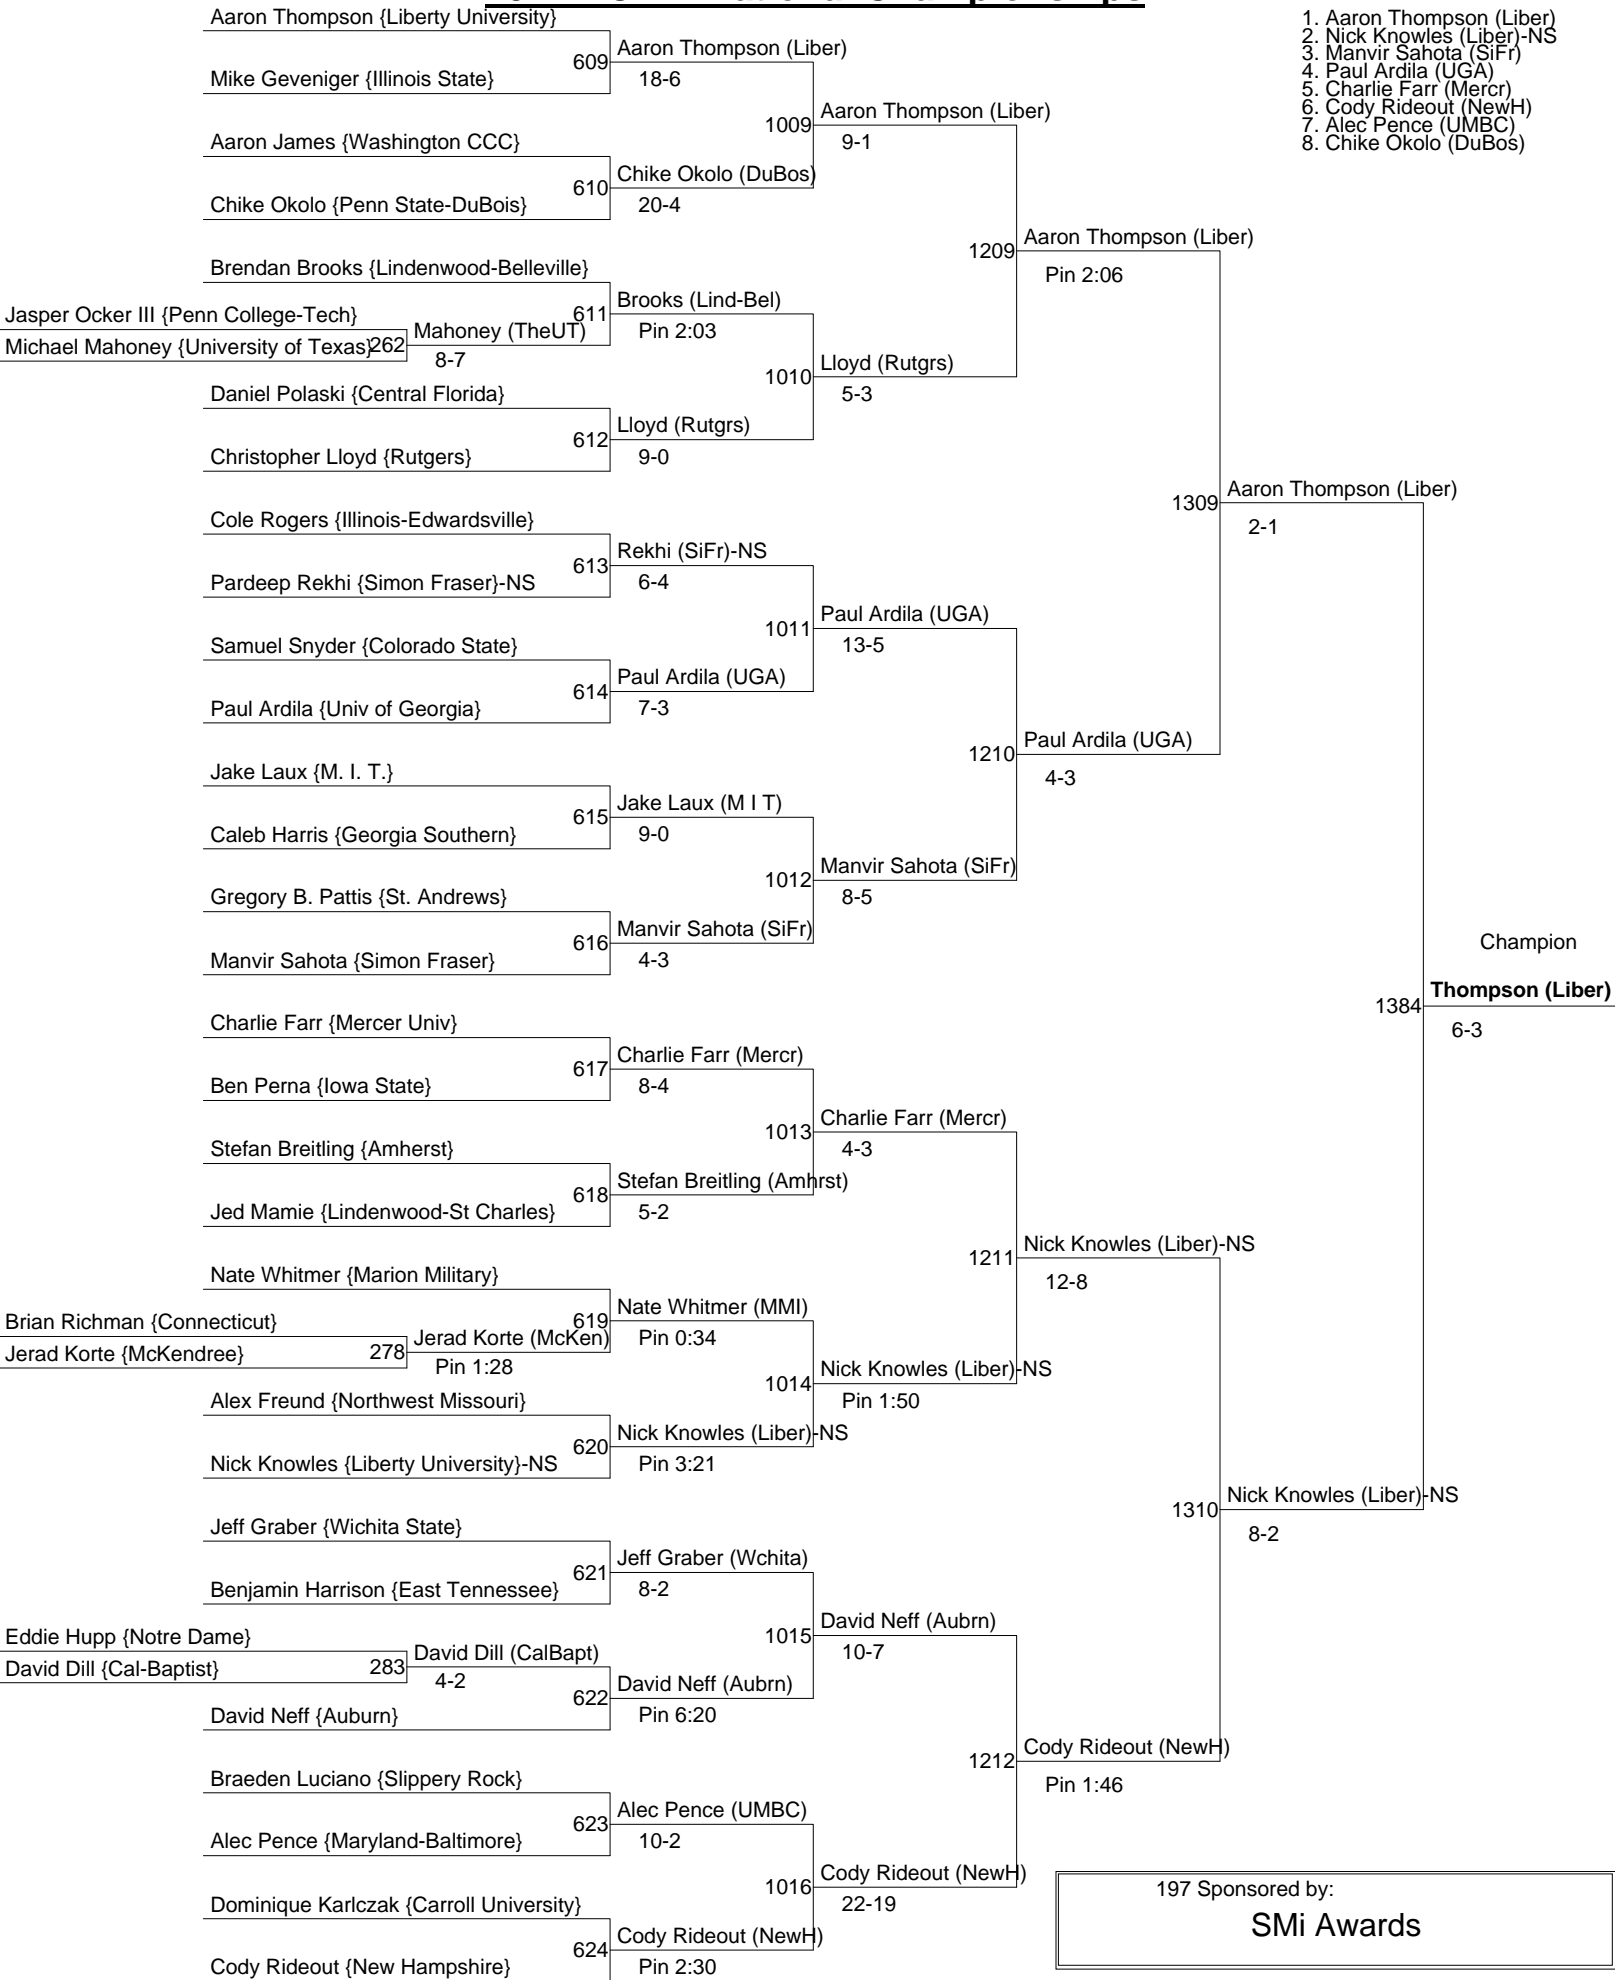 Aaron Thompson {Liberty University}
609
Aaron Thompson (Liber)
18-6
Mike Geveniger {Illinois State}
1009
Aaron Thompson (Liber)
9-1
Aaron James {Washington CCC}
610
Chike Okolo (DuBos)
20-4
Chike Okolo {Penn State-DuBois}
1209
Aaron Thompson (Liber)
Pin 2:06
Brendan Brooks {Lindenwood-Belleville}
611
Brooks (Lind-Bel)
Pin 2:03
Jasper Ocker III {Penn College-Tech}
Michael Mahoney {University of Texas}
262
Mahoney (TheUT)
8-7
1010
Lloyd (Rutgrs)
5-3
Daniel Polaski {Central Florida}
612
Lloyd (Rutgrs)
9-0
Christopher Lloyd {Rutgers}
1309
Aaron Thompson (Liber)
2-1
Cole Rogers {Illinois-Edwardsville}
613
Rekhi (SiFr)-NS
6-4
Pardeep Rekhi {Simon Fraser}-NS
1011
Paul Ardila (UGA)
13-5
Samuel Snyder {Colorado State}
614
Paul Ardila (UGA)
7-3
Paul Ardila {Univ of Georgia}
1210
Paul Ardila (UGA)
4-3
Jake Laux {M. I. T.}
615
Jake Laux (M I T)
9-0
Caleb Harris {Georgia Southern}
1012
Manvir Sahota (SiFr)
8-5
Gregory B. Pattis {St. Andrews}
616
Manvir Sahota (SiFr)
4-3
Manvir Sahota {Simon Fraser}
Champion
1384
Thompson (Liber)
6-3
Charlie Farr {Mercer Univ}
617
Charlie Farr (Mercr)
8-4
Ben Perna {Iowa State}
1013
Charlie Farr (Mercr)
4-3
Stefan Breitling {Amherst}
618
Stefan Breitling (Amhrst)
5-2
Jed Mamie {Lindenwood-St Charles}
1211
Nick Knowles (Liber)-NS
12-8
Nate Whitmer {Marion Military}
619
Nate Whitmer (MMI)
Pin 0:34
Brian Richman {Connecticut}
Jerad Korte {McKendree}
278
Jerad Korte (McKen)
Pin 1:28
1014
Nick Knowles (Liber)-NS
Pin 1:50
Alex Freund {Northwest Missouri}
620
Nick Knowles (Liber)-NS
Pin 3:21
Nick Knowles {Liberty University}-NS
1310
Nick Knowles (Liber)-NS
8-2
Jeff Graber {Wichita State}
621
Jeff Graber (Wchita)
8-2
Benjamin Harrison {East Tennessee}
1015
David Neff (Aubrn)
10-7
Eddie Hupp {Notre Dame}
David Dill {Cal-Baptist}
283
David Dill (CalBapt)
4-2
622
David Neff (Aubrn)
Pin 6:20
David Neff {Auburn}
1212
Cody Rideout (NewH)
Pin 1:46
Braeden Luciano {Slippery Rock}
623
Alec Pence (UMBC)
10-2
Alec Pence {Maryland-Baltimore}
1016
Cody Rideout (NewH)
22-19
Dominique Karlczak {Carroll University}
624
Cody Rideout (NewH)
Pin 2:30
Cody Rideout {New Hampshire}
1. Aaron Thompson (Liber)
2. Nick Knowles (Liber)-NS
3. Manvir Sahota (SiFr)
4. Paul Ardila (UGA)
5. Charlie Farr (Mercr)
6. Cody Rideout (NewH)
7. Alec Pence (UMBC)
8. Chike Okolo (DuBos)
197 Sponsored by:
SMi Awards